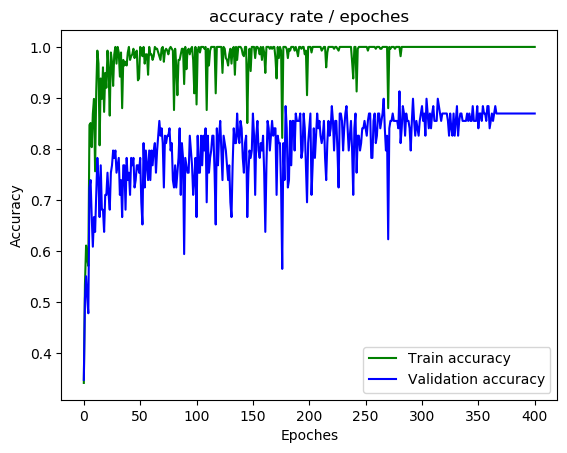 accuracy rate / epoches
Accuracy
1.0
0.9
0.8
0.7
0.6
0.5
0.4
Train accuracy
Validation accuracy
0 50 100 150 200 250 300 350 400
Epoches